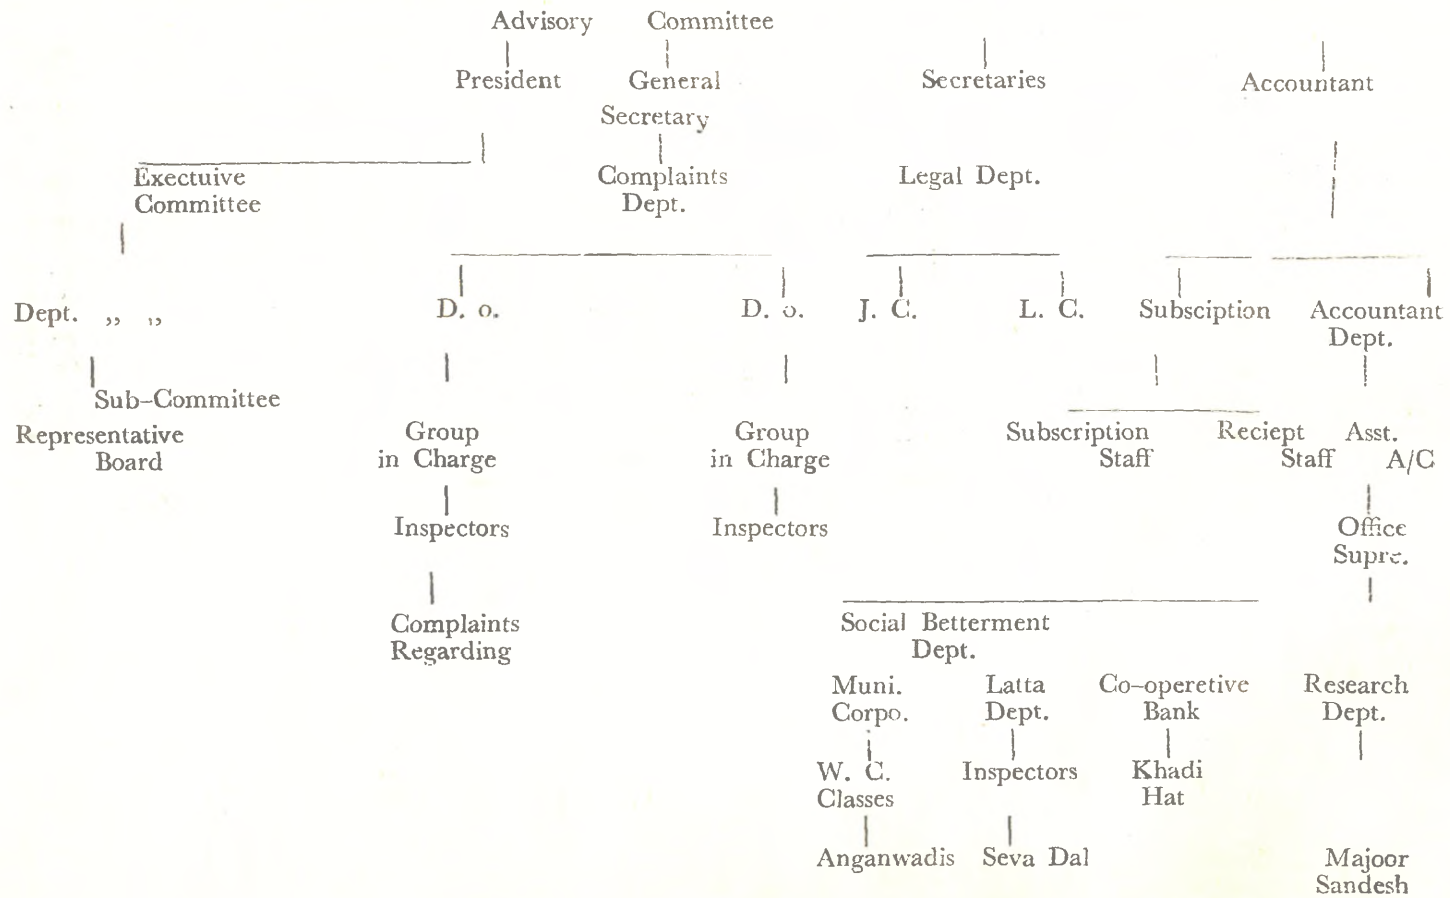 Advisory Committee
President General Secretaries Accountant
Secretary
Exectuive Complaints Legal Dept.
Committee Dept.
Dept. ,, ,, D. o. D. o. J. C. L. C. Subsciption Accountant
Dept.
Sub-Committee
Representative Group Group Subscription Reciept Asst.
Board in Charge in Charge Staff Staff A/C
Inspectors Inspectors Office
Supre.
Complaints Social Betterment
Regarding Dept.
Muni. Latta Co-operetive Research
Corpo. Dept. Bank Dept.
W. C. Inspectors Khadi
Classes Hat
Anganwadis Seva Dal Majoor
Sandesh